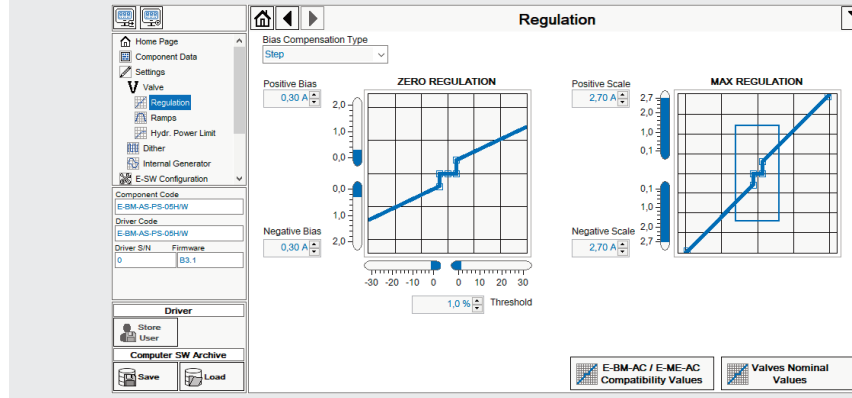 Regulation
Home Page
Component Data
Settings
Valve
Regulation
Ramps
Hydr. Power Limit
Dither
Internal Generator
E-SW Configuration
Component Code
E-BM-AS-PS-05H/W
Driver Code
E-BM-AS-PS-05H/W
Driver S/N Firmware
0 B3.1
Driver
Store
User
Computer SW Archive
Save Load
Bias Compensation Type
Step
Positive Bias
0,30 A
ZERO REGULATION
2,0
1,0
0,0
0,0
1,0
2,0
Negative Bias
0,30 A
-30 -20 -10 0 0 10 20 30
1,0 % Threshold
Positive Scale
2,70 A
MAX REGULATION
2,7
2,0
1,0
0,1
0,1
1,0
2,0
2,7
Negative Scale
2,70 A
E-BM-AC / E-ME-AC
Compatibility Values
Valves Nominal
Values